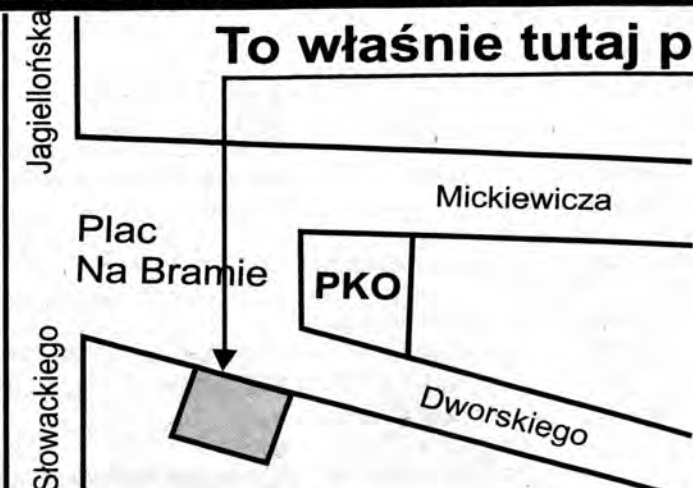 To właśnie tutaj p
Jagiellońska
Mickiewicza
Plac
Na Bramie
PKO
Słowackiego
Dworskiego